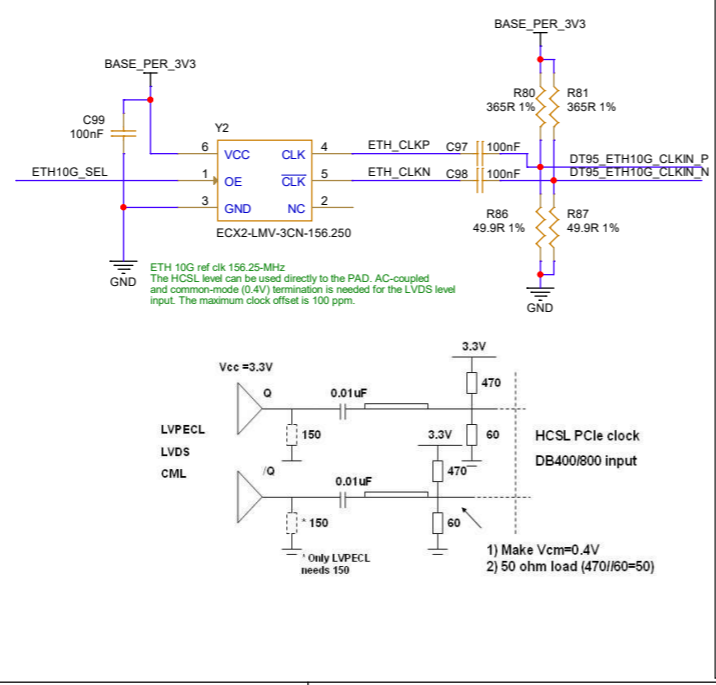 BASE_PER_3V3
BASE_PER_3V3
C99
100nF
Y2
R80
365R 1%
R81
365R 1%
6
VCC
CLK
4
ETH_CLKP
C97
100nF
DT95_ETH10G_CLKIN_P
ETH10G_SEL
1
OE
CLK
5
ETH_CLKN
C98
100nF
DT95_ETH10G_CLKIN_N
3
GND
NC
2
R86
49.9R 1%
R87
49.9R 1%
ECX2-LMV-3CN-156.250
GND
ETH 10G ref clk 156.25-MHz
The HCSL level can be used directly to the PAD. AC-coupled
and common-mode (0.4V) termination is needed for the LVDS level
input. The maximum clock offset is 100 ppm.
GND
3.3V
Vcc =3.3V
470
Q
0.01uF
LVPECL
LVDS
CML
150
3.3V
60
HCSL PCIe clock
DB400/800 input
/Q
0.01uF
470
* 150
60
* Only LVPECL
needs 150
1) Make Vcm=0.4V
2) 50 ohm load (470//60=50)